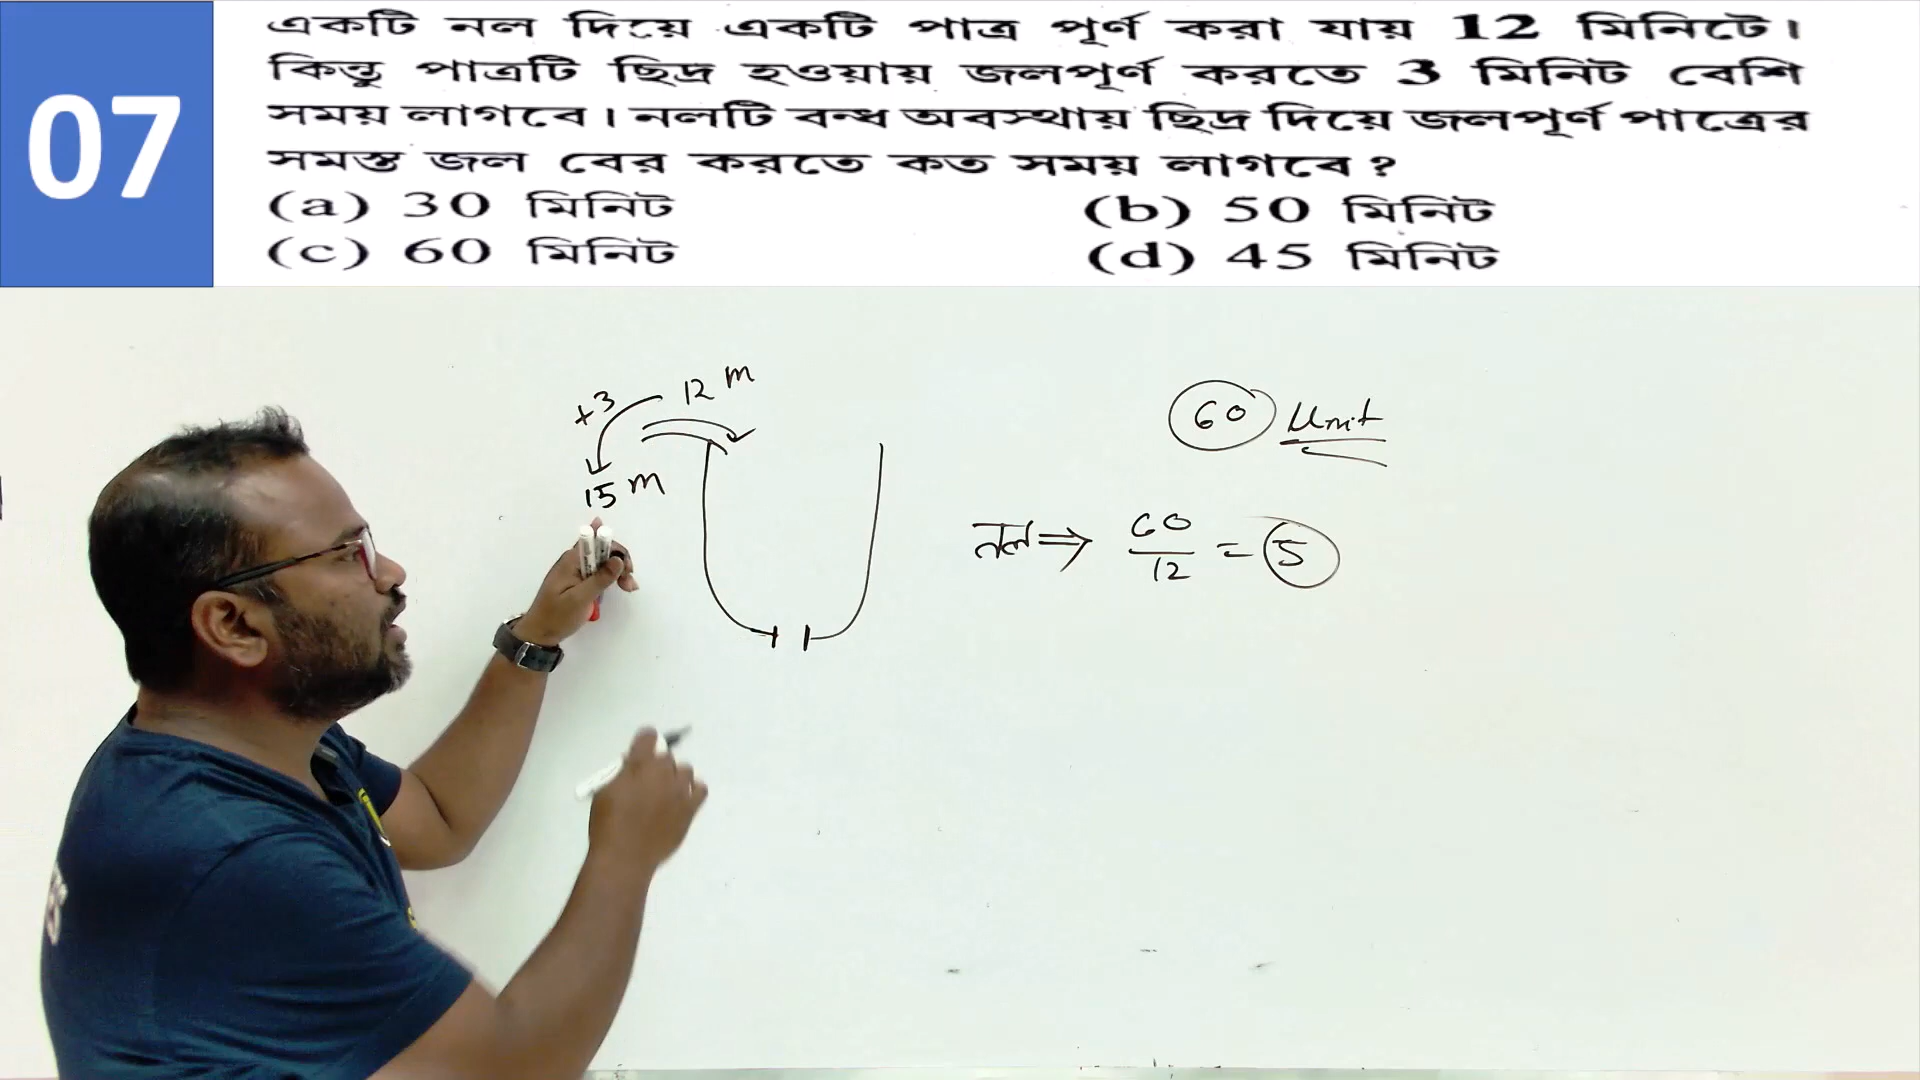 07
একটি নল দিয়ে একটি পাত্র পূর্ণ করা যায় 12 মিনিটে।
কিন্তু পাত্রটি ছিদ্র হওয়ায় জলপূর্ণ করতে 3 মিনিট বেশি
সময় লাগবে। নলটি বন্ধ অবস্থায় ছিদ্র দিয়ে জলপূর্ণ পাত্রের
সমস্ত জল বের করতে কত সময় লাগবে?
(a) 30 মিনিট (b) 50 মিনিট
(c) 60 মিনিট (d) 45 মিনিট
+3 12 m
15 m
60 Unit
নল ⇒ 60/12 = 5